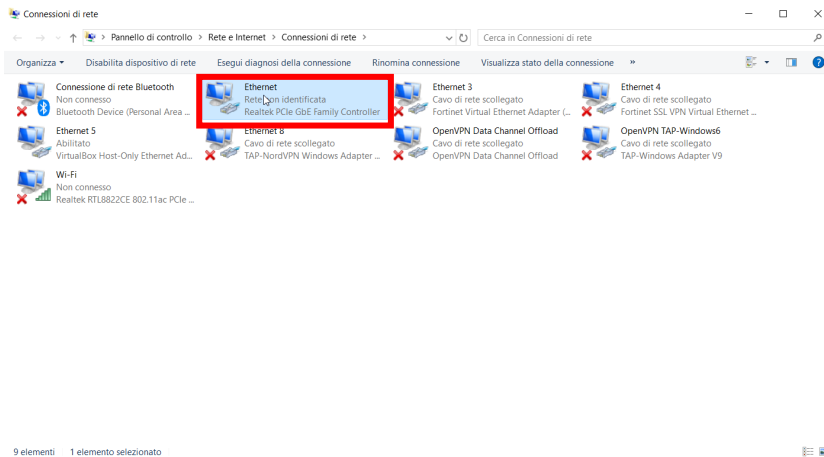 Connessioni di rete
Pannello di controllo > Rete e Internet > Connessioni di rete >
Cerca in Connessioni di rete
Organizza Disabilita dispositivo di rete Esegui diagnosi della connessione Rinomina connessione Visualizza stato della connessione »
Connessione di rete Bluetooth
Non connesso
Bluetooth Device (Personal Area ...
Ethernet
Rete non identificata
Realtek PCIe GbE Family Controller
Ethernet 3
Cavo di rete scollegato
Fortinet Virtual Ethernet Adapter (...
Ethernet 4
Cavo di rete scollegato
Fortinet SSL VPN Virtual Ethernet ...
Ethernet 5
Abilitato
VirtualBox Host-Only Ethernet Ad...
Ethernet 8
Cavo di rete scollegato
TAP-NordVPN Windows Adapter ...
OpenVPN Data Channel Offload
Cavo di rete scollegato
OpenVPN Data Channel Offload
OpenVPN TAP-Windows6
Cavo di rete scollegato
TAP-Windows Adapter V9
Wi-Fi
Non connesso
Realtek RTL8822CE 802.11ac PCIe ...
9 elementi 1 elemento selezionato